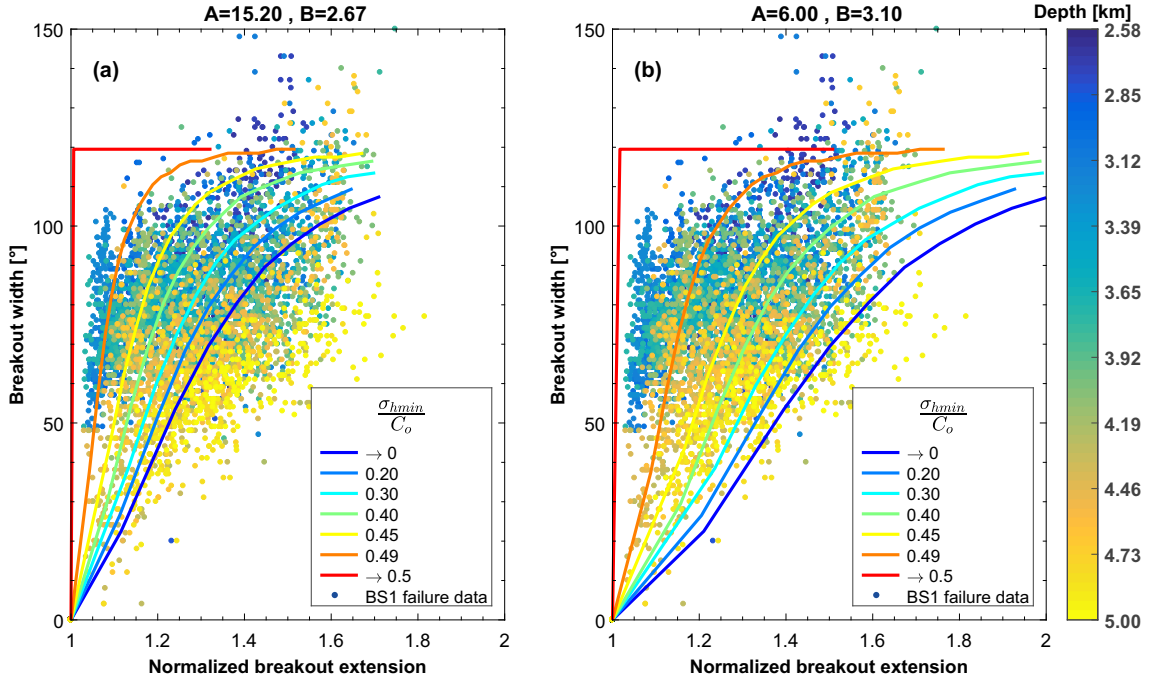 A=15.20 , B=2.67
A=6.00 , B=3.10
Depth [km]
(a)
150
100
50
0
Breakout width [°]
1
1.2
1.4
1.6
1.8
2
Normalized breakout extension
σhmin
Co
→ 0
0.20
0.30
0.40
0.45
0.49
→ 0.5
BS1 failure data
(b)
150
100
50
0
Breakout width [°]
1
1.2
1.4
1.6
1.8
2
Normalized breakout extension
σhmin
Co
→ 0
0.20
0.30
0.40
0.45
0.49
→ 0.5
BS1 failure data
2.58
2.85
3.12
3.39
3.65
3.92
4.19
4.46
4.73
5.00